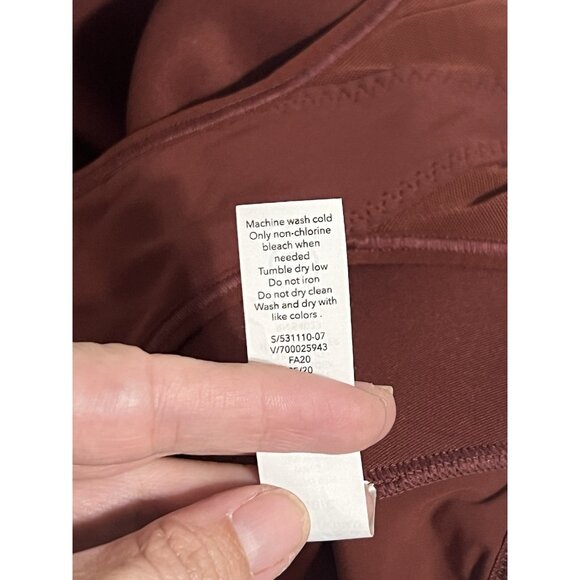 Machine wash cold
Only non-chlorine
bleach when
needed
Tumble dry low
Do not iron
Do not dry clean
Wash and dry with
like colors .
S/531110-07
V/700025943
FA20